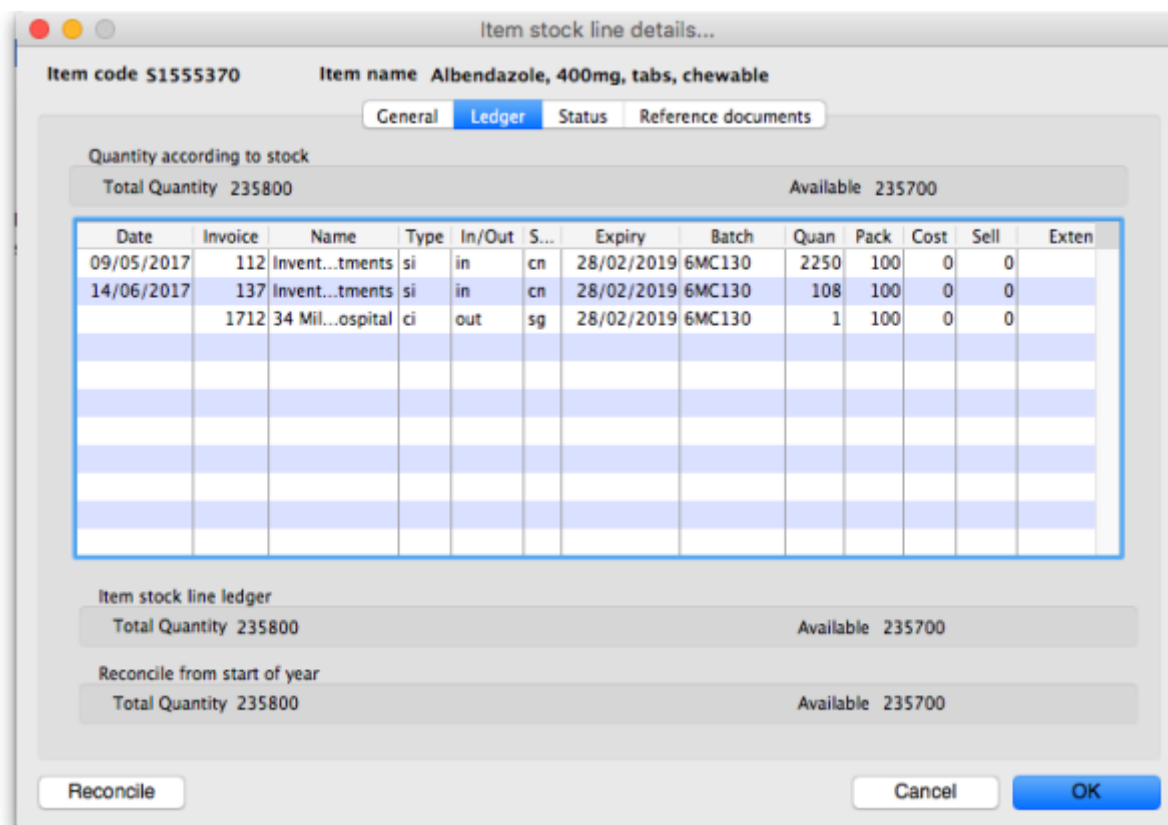 Item stock line details...
Item code S1555370 Item name Albendazole, 400mg, tabs, chewable
General Ledger Status Reference documents
Quantity according to stock
Total Quantity 235800 Available 235700
Date Invoice Name Type In/Out S... Expiry Batch Quan Pack Cost Sell Exten
09/05/2017 112 Invent...tments si in cn 28/02/2019 6MC130 2250 100 0 0
14/06/2017 137 Invent...tments si in cn 28/02/2019 6MC130 108 100 0 0
1712 34 Mil...ospital ci out sg 28/02/2019 6MC130 1 100 0 0
Item stock line ledger
Total Quantity 235800 Available 235700
Reconcile from start of year
Total Quantity 235800 Available 235700
Reconcile Cancel OK